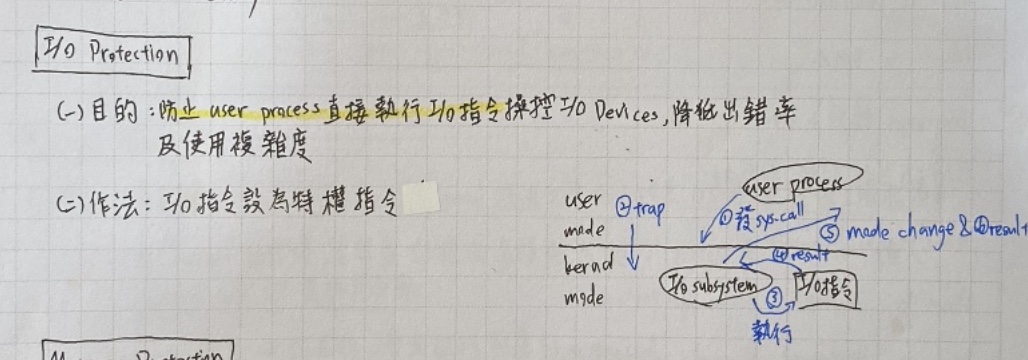 I/O Protection
(一)目的:防止 user process 直接執行 I/O 指令操控 I/O Devices,降低出錯率
及使用複雜度
(二)作法: I/O 指令設為特權指令
user process
user
mode
②trap
①發 sys-call
⑤ mode change & ④result
④result
kernel
mode
I/O subsystem
I/O指令
③
執行
Protection